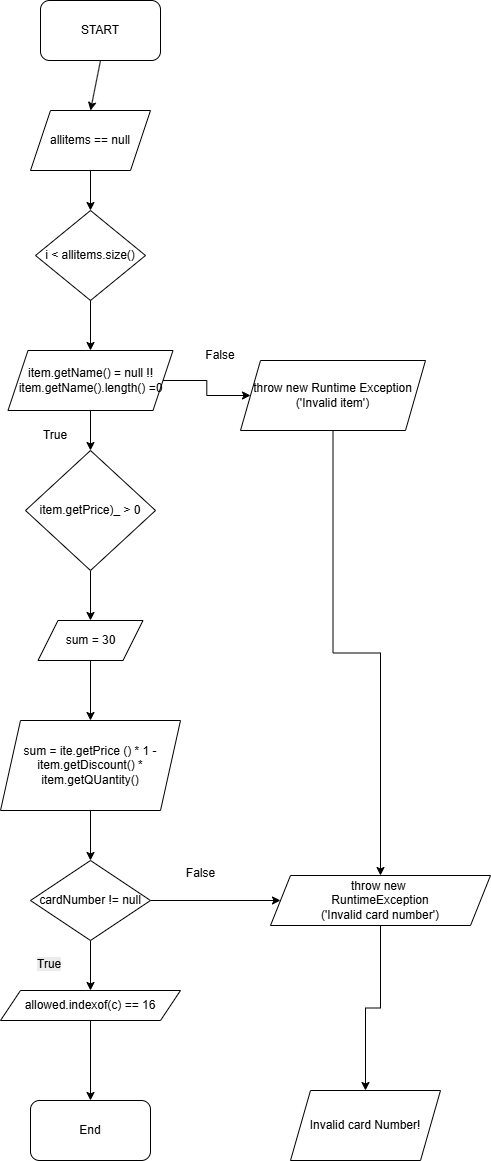 START
allitems == null
i < allitems.size()
item.getName() = null !!
item.getName().length() =0
False
throw new Runtime Exception
('Invalid item')
True
item.getPrice)_ > 0
sum = 30
sum = ite.getPrice () * 1 -
item.getDiscount() *
item.getQUantity()
cardNumber != null
False
throw new
RuntimeException
('Invalid card number')
True
allowed.indexof(c) == 16
End
Invalid card Number!